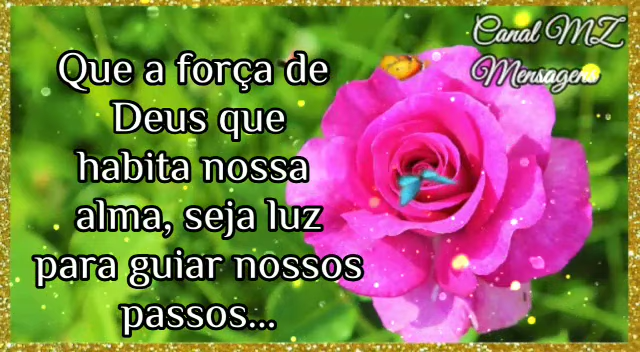 Canal MZ
Mensagens
Que a força de
Deus que
habita nossa
alma, seja luz
para guiar nossos
passos...